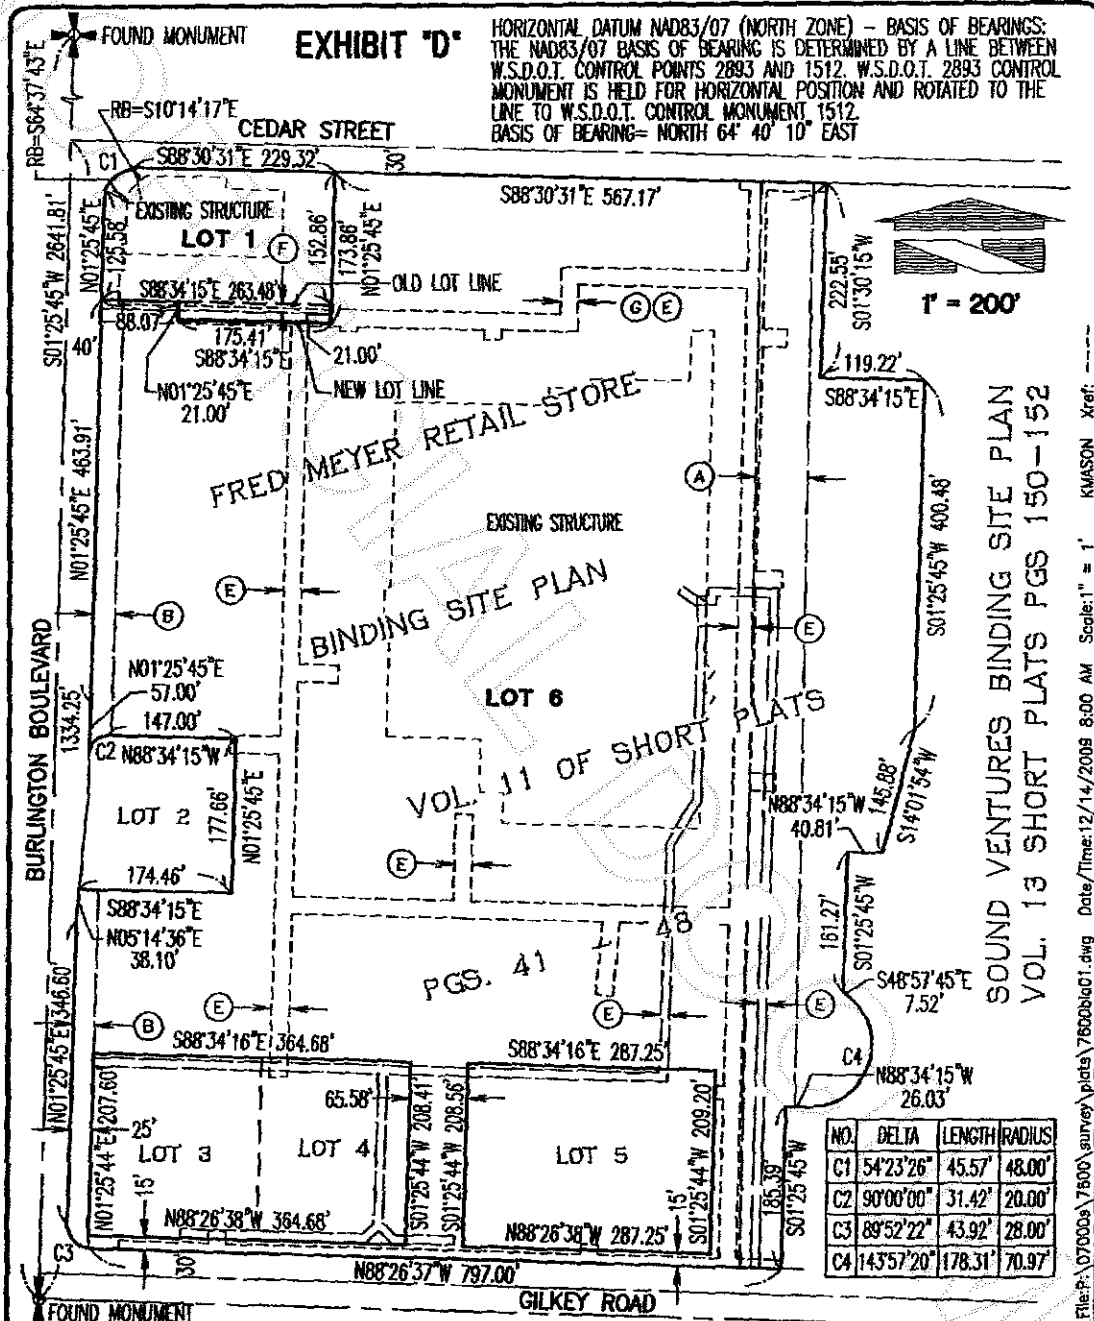 FOUND MONUMENT
EXHIBIT "D"
HORIZONTAL DATUM NAD83/07 (NORTH ZONE) - BASIS OF BEARINGS:
THE NAD83/07 BASIS OF BEARING IS DETERMINED BY A LINE BETWEEN
W.S.D.O.T. CONTROL POINTS 2893 AND 1512. W.S.D.O.T. 2893 CONTROL
MONUMENT IS HELD FOR HORIZONTAL POSITION AND ROTATED TO THE
LINE TO W.S.D.O.T. CONTROL MONUMENT 1512.
BASIS OF BEARING= NORTH 64° 40' 10" EAST
RB=S64°37'43"E
RB=S10°14'17"E
CEDAR STREET
C1
S88°30'31"E 229.32'
30'
S88°30'31"E 567.17'
EXISTING STRUCTURE
LOT 1
F
S01°25'45"W 2641.81'
N01°25'45"E
125.58'
152.86'
173.86'
N01°25'45"E
222.55'
S01°30'15"W
1" = 200'
S88°34'15"E 263.48'
OLD LOT LINE
G E
88.07'
40'
175.41'
S88°34'15"E
21.00'
N01°25'45"E
21.00'
NEW LOT LINE
119.22'
S88°34'15"E
FRED MEYER RETAIL STORE
N01°25'45"E 463.91'
A
EXISTING STRUCTURE
S01°25'45"W 400.48'
BINDING SITE PLAN
E
B
E
LOT 6
N01°25'45"E
57.00'
147.00'
C2
N88°34'15"W
1334.25'
BURLINGTON BOULEVARD
VOL. 11 OF SHORT PLATS
LOT 2
177.66'
N01°25'45"E
N88°34'15"W
40.81'
145.88'
S14°01'54"W
E
174.46'
S88°34'15"E
N05°14'36"E
38.10'
161.27'
S01°25'45"W
PGS. 41
48
S48°57'45"E
7.52'
E
E
E
B
N01°25'45"E
346.60'
S88°34'16"E 364.68'
S88°34'16"E 287.25'
C4
N88°34'15"W
26.03'
N01°25'44"E 207.60'
25'
65.58'
S01°25'44"W 208.41'
S01°25'44"W 208.56'
S01°25'44"W 209.20'
LOT 3
LOT 4
LOT 5
15'
N88°26'38"W 364.68'
N88°26'38"W 287.25'
15'
185.39'
S01°25'45"W
C3
30'
N88°26'37"W 797.00'
GILKEY ROAD
FOUND MONUMENT
NO. DELTA LENGTH RADIUS
C1 54°23'26" 45.57' 48.00'
C2 90°00'00" 31.42' 20.00'
C3 89°52'22" 43.92' 28.00'
C4 143°57'20" 178.31' 70.97'
SOUND VENTURES BINDING SITE PLAN
VOL. 13 SHORT PLATS PGS 150-152
File:P:\07000s\7600\survey\plats\7600bla01.dwg Date/Time:12/14/2009 8:00 AM Scale:1" = 1' KMASON Xref: